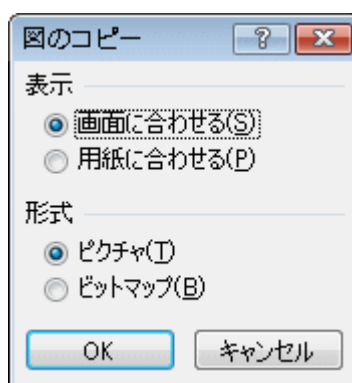 図のコピー
表示
画面に合わせる(S)
用紙に合わせる(P)
形式
ピクチャ(T)
ビットマップ(B)
OK キャンセル